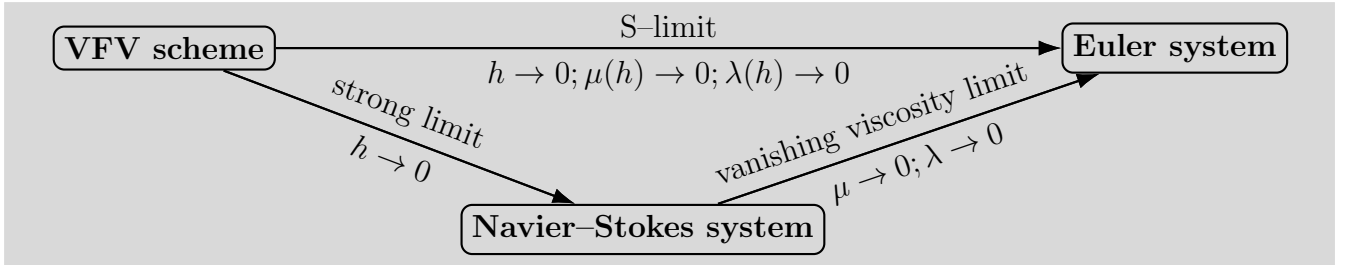 VFV scheme
S–limit
h → 0; μ(h) → 0; λ(h) → 0
Euler system
strong limit
h → 0
vanishing viscosity limit
μ → 0; λ → 0
Navier–Stokes system